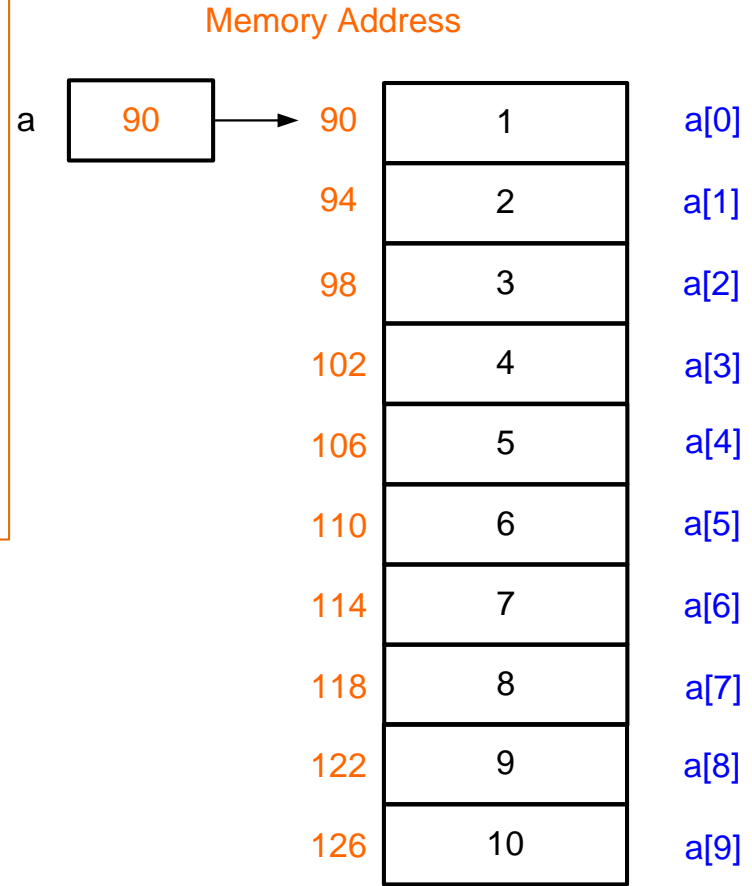 Memory Address
a 90 90 1 a[0]
94 2 a[1]
98 3 a[2]
102 4 a[3]
106 5 a[4]
110 6 a[5]
114 7 a[6]
118 8 a[7]
122 9 a[8]
126 10 a[9]